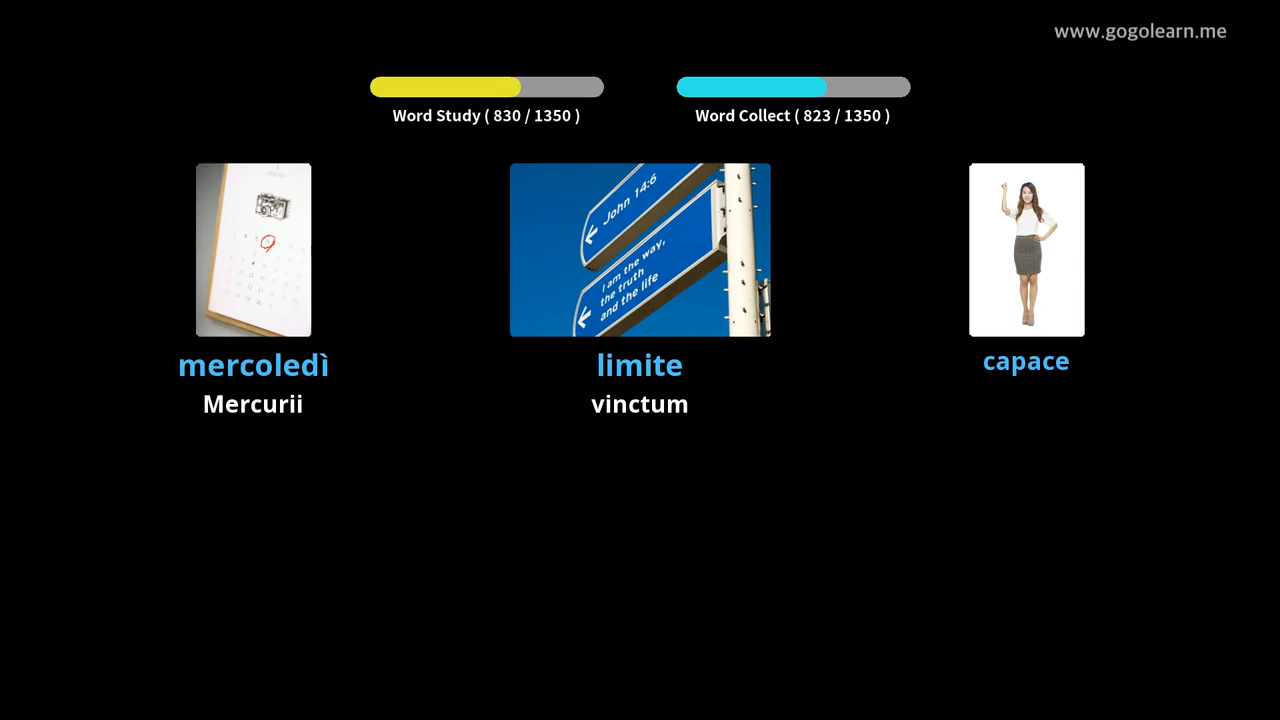 www.gogolearn.me
Word Study ( 830 / 1350 )
Word Collect ( 823 / 1350 )
John 14:6
I am the way,
the truth
and the life
mercoledì
limite
capace
Mercurii
vinctum